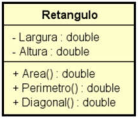 Retangulo
- Largura : double
- Altura : double
+ Area() : double
+ Perimetro() : double
+ Diagonal() : double